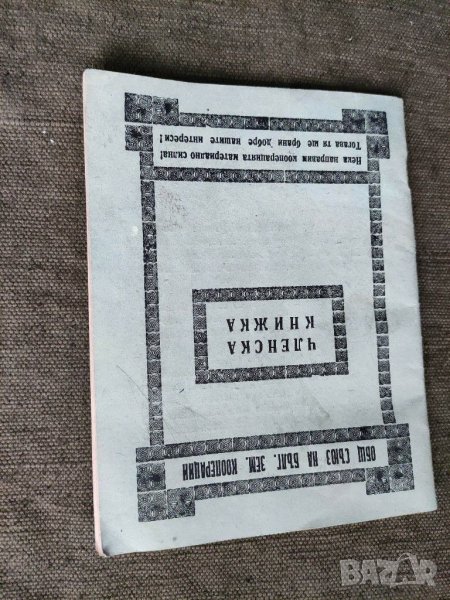 ОБЩ СЪЮЗ НА БЪЛГ. ЗЕМ. КООПЕРАЦИИ
ЧЛЕНСКА
КНИЖКА
Нека направим кооперацията материално силна!
Тогава тя ще брани добре нашите интереси!
BAZAR